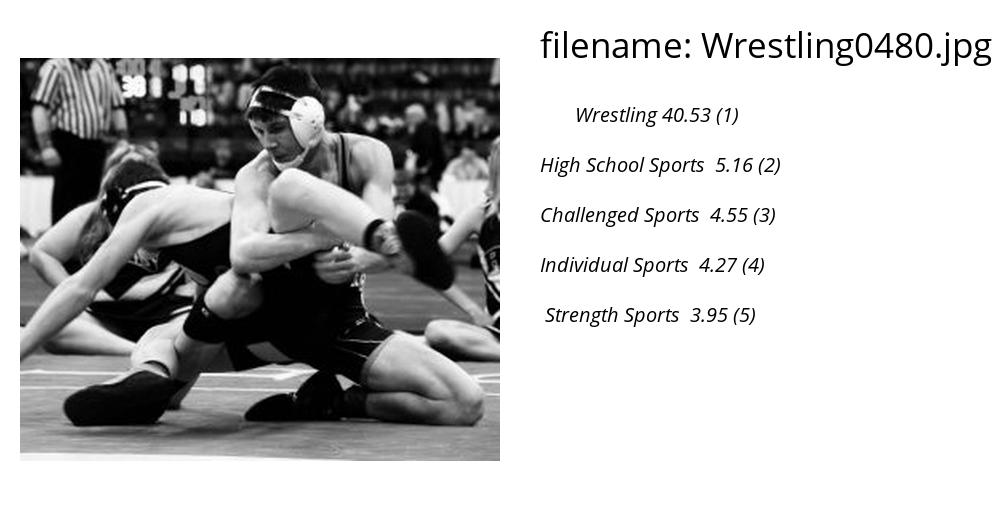 filename: Wrestling0480.jpg
Wrestling 40.53 (1)
High School Sports 5.16 (2)
Challenged Sports 4.55 (3)
Individual Sports 4.27 (4)
Strength Sports 3.95 (5)